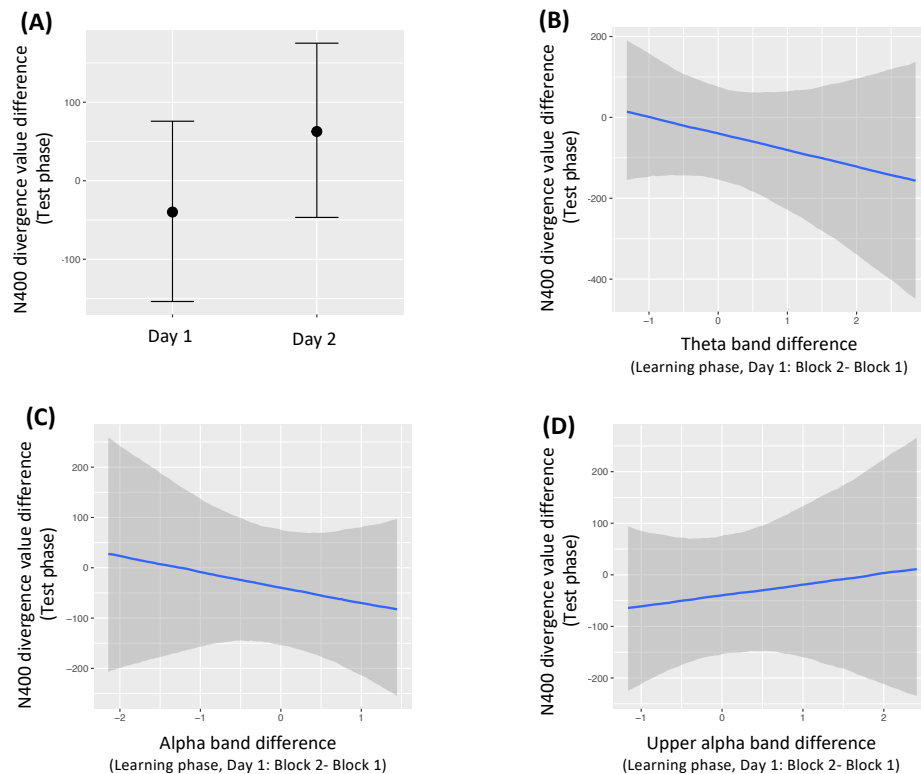 (A)
N400 divergence value difference
(Test phase)
100
0
-100
Day 1
Day 2
(B)
N400 divergence value difference
(Test phase)
200
0
-200
-400
−1
0
1
2
Theta band difference
(Learning phase, Day 1: Block 2- Block 1)
(C)
N400 divergence value difference
(Test phase)
200
100
0
-100
-200
−2
−1
0
1
Alpha band difference
(Learning phase, Day 1: Block 2- Block 1)
(D)
N400 divergence value difference
(Test phase)
200
100
0
-100
-200
−1
0
1
2
Upper alpha band difference
(Learning phase, Day 1: Block 2- Block 1)